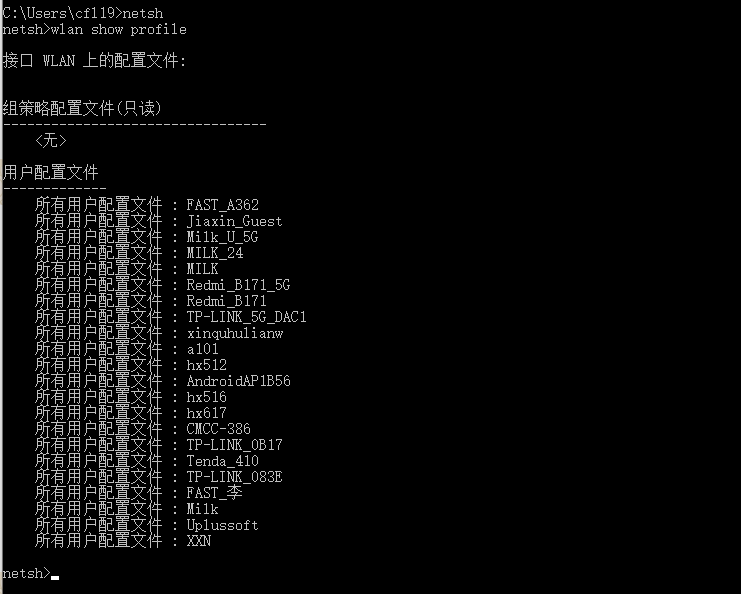 C:\Users\cf119>netsh
netsh>wlan show profile
接口 WLAN 上的配置文件:
组策略配置文件(只读)
---------------------------------
<无>
用户配置文件
-------------
所有用户配置文件 : FAST_A362
所有用户配置文件 : Jiaxin_Guest
所有用户配置文件 : Milk_U_5G
所有用户配置文件 : MILK_24
所有用户配置文件 : MILK
所有用户配置文件 : Redmi_B171_5G
所有用户配置文件 : Redmi_B171
所有用户配置文件 : TP-LINK_5G_DAC1
所有用户配置文件 : xinquhulianw
所有用户配置文件 : a101
所有用户配置文件 : hx512
所有用户配置文件 : AndroidAP1B56
所有用户配置文件 : hx516
所有用户配置文件 : hx617
所有用户配置文件 : CMCC-386
所有用户配置文件 : TP-LINK_0B17
所有用户配置文件 : Tenda_410
所有用户配置文件 : TP-LINK_083E
所有用户配置文件 : FAST_李
所有用户配置文件 : Milk
所有用户配置文件 : Uplussoft
所有用户配置文件 : XXN
netsh>